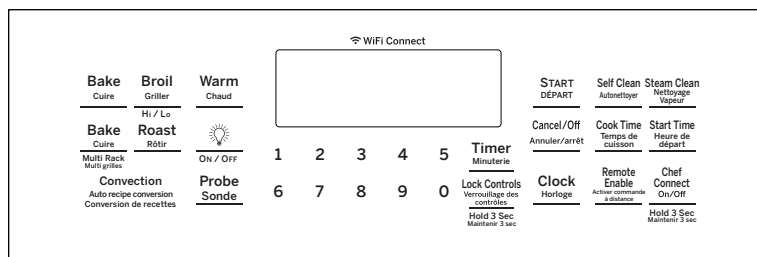 WiFi Connect
Bake
Cuire
Broil
Griller
Hi / Lo
Warm
Chaud
Bake
Cuire
Multi Rack
Multi grilles
Roast
Rôtir
ON / OFF
Convection
Auto recipe conversion
Conversion de recettes
Probe
Sonde
1 2 3 4 5
6 7 8 9 0
Timer
Minuterie
Lock Controls
Verrouillage des
contrôles
Hold 3 Sec
Maintenir 3 sec
START
DÉPART
Cancel/Off
Annuler/arrêt
Clock
Horloge
Self Clean
Autonettoyer
Steam Clean
Nettoyage
Vapeur
Cook Time
Temps de
cuisson
Start Time
Heure de
départ
Remote
Enable
Activer commande
à distance
Chef
Connect
On/Off
Hold 3 Sec
Maintenir 3 sec